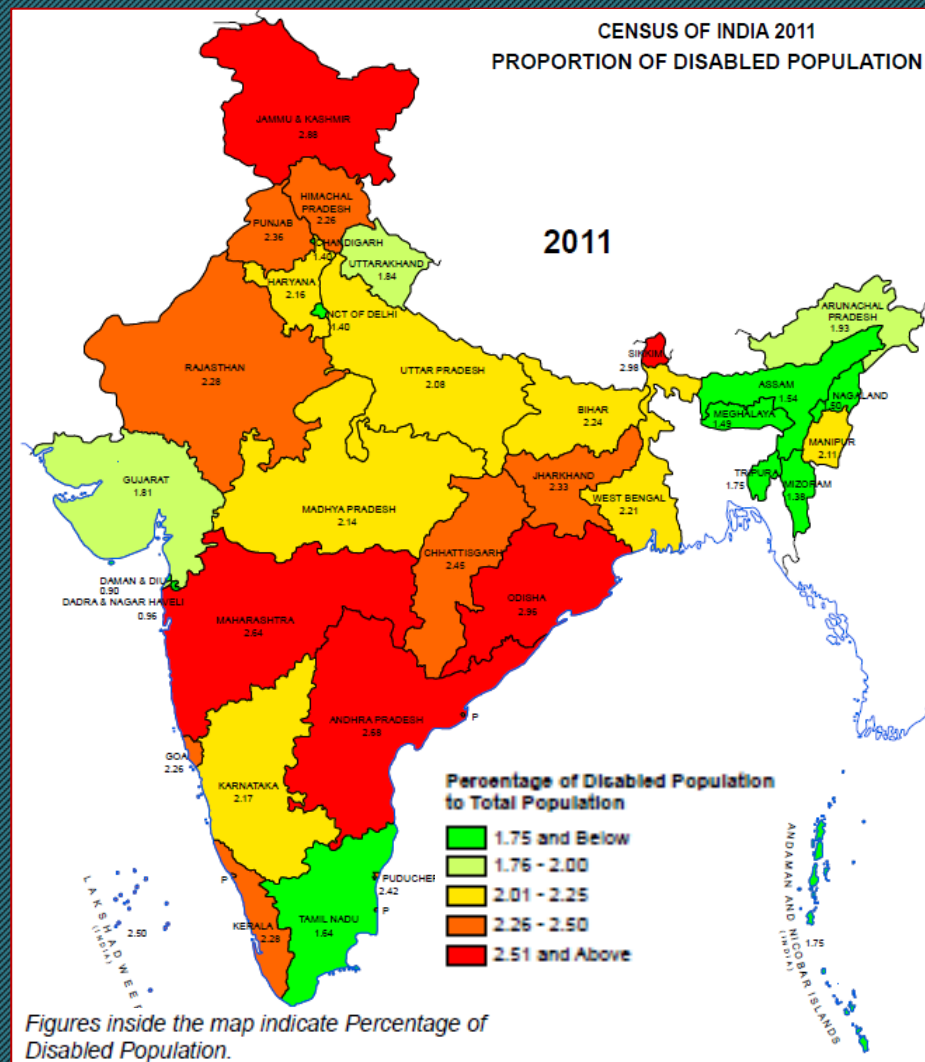 CENSUS OF INDIA 2011
PROPORTION OF DISABLED POPULATION
2011
JAMMU & KASHMIR
2.88
HIMACHAL
PRADESH
2.26
PUNJAB
2.36
CHANDIGARH
1.40
UTTARAKHAND
1.84
HARYANA
2.16
NCT OF DELHI
1.40
RAJASTHAN
2.28
UTTAR PRADESH
2.08
SIKKIM
2.98
ARUNACHAL
PRADESH
1.93
ASSAM
1.54
NAGALAND
1.50
MEGHALAYA
1.49
MANIPUR
2.11
TRIPURA
1.75
MIZORAM
1.38
BIHAR
2.24
JHARKHAND
2.33
WEST BENGAL
2.21
GUJARAT
1.81
MADHYA PRADESH
2.14
CHHATTISGARH
2.45
ODISHA
2.96
DAMAN & DIU
0.90
DADRA & NAGAR HAVELI
0.95
MAHARASHTRA
2.64
ANDHRA PRADESH
2.68
P
GOA
2.26
KARNATAKA
2.17
P
PUDUCHER
2.42
P
TAMIL NADU
1.64
KERALA
2.28
LAKSHADWEEP
(INDIA)
2.50
ANDAMAN AND NICOBAR ISLANDS
(INDIA)
1.75
Percentage of Disabled Population
to Total Population
1.75 and Below
1.76 - 2.00
2.01 - 2.25
2.26 - 2.50
2.51 and Above
Figures inside the map indicate Percentage of
Disabled Population.